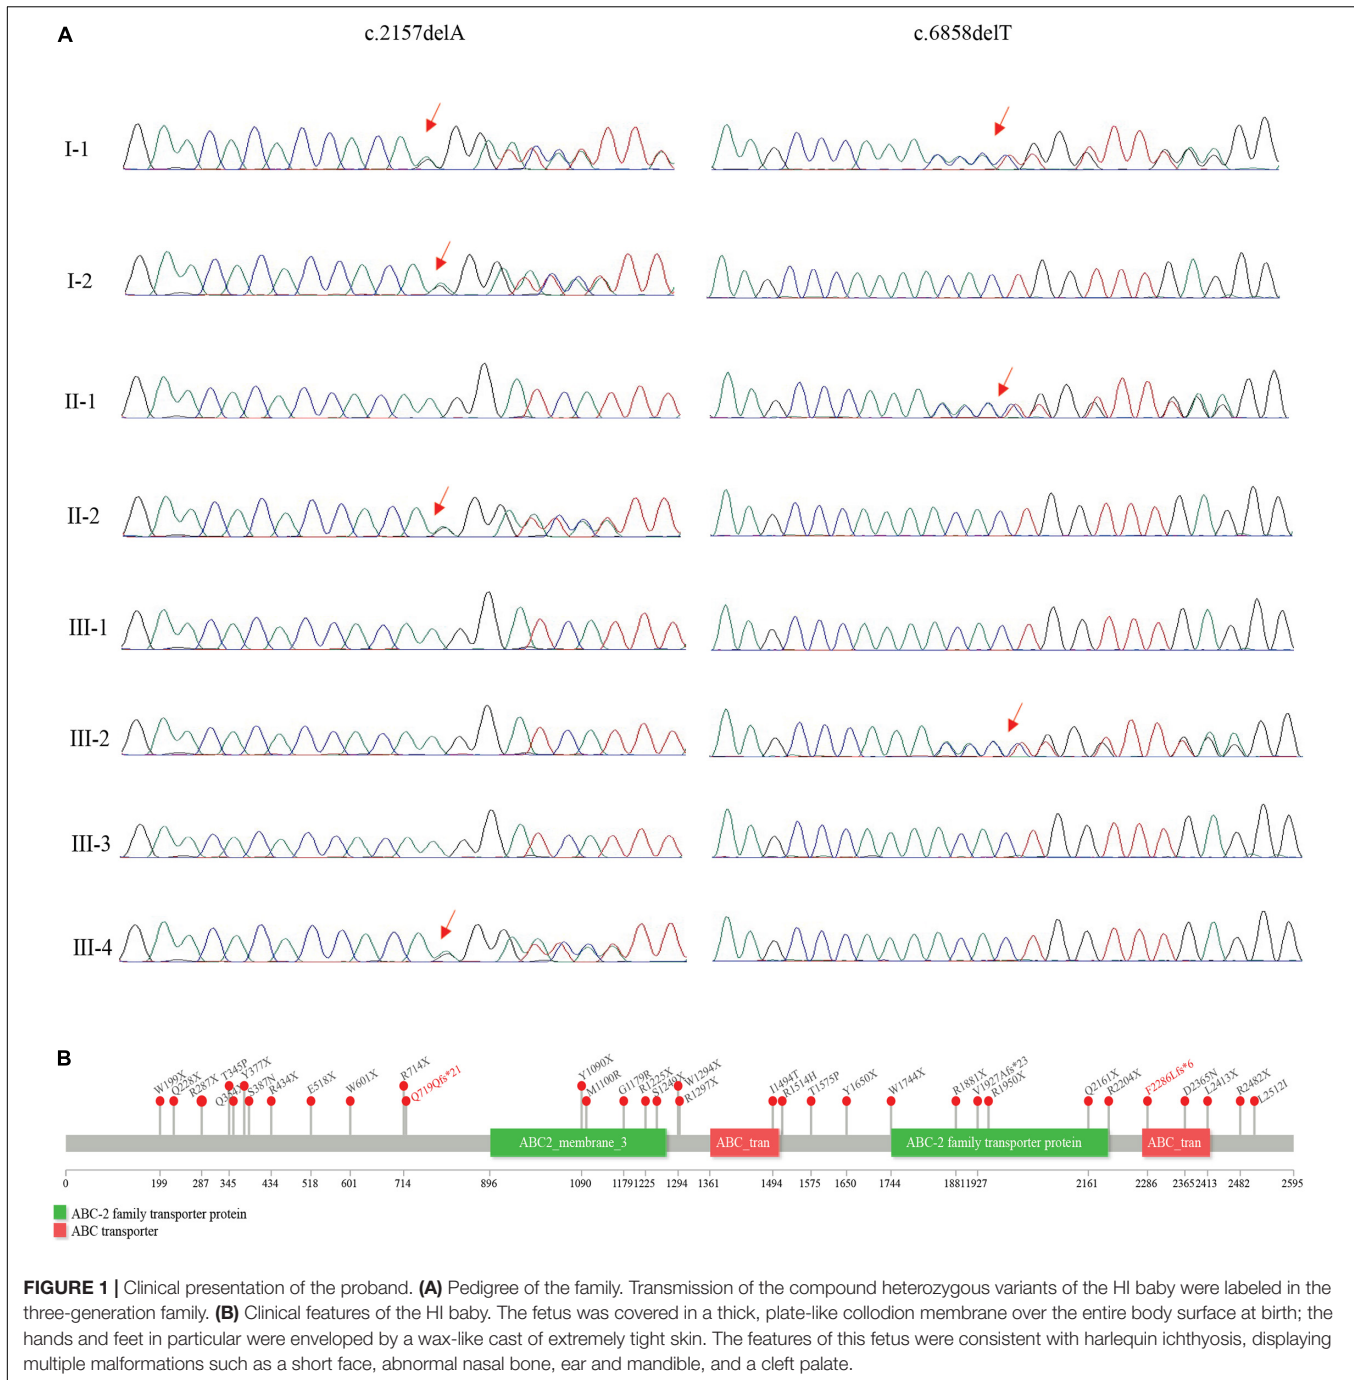 A
c.2157delA
c.6858delT
I-1
I-2
II-1
II-2
III-1
III-2
III-3
III-4
B
W199X
Q228X
R287X
T345P
Q354X
Y377X
S387N
R434X
E518X
W601X
R714X
Q719Qfs*21
Y1090X
M1100R
G1179R
R1225X
S1249X
W1294X
R1297X
I1494T
R1514H
T1575P
Y1650X
W1744X
R1881X
V1927Afs*23
R1950X
Q2161X
R2204X
F2286Lfs*6
D2365N
L2413X
R2482X
L2512I
ABC2_membrane_3
ABC_tran
ABC-2 family transporter protein
ABC_tran
0 199 287 345 434 518 601 714 896 1090 1179 1225 1294 1361 1494 1575 1650 1744 1881 1927 2161 2286 2365 2413 2482 2595
ABC-2 family transporter protein
ABC transporter
FIGURE 1 | Clinical presentation of the proband. (A) Pedigree of the family. Transmission of the compound heterozygous variants of the HI baby were labeled in the
three-generation family. (B) Clinical features of the HI baby. The fetus was covered in a thick, plate-like collodion membrane over the entire body surface at birth; the
hands and feet in particular were enveloped by a wax-like cast of extremely tight skin. The features of this fetus were consistent with harlequin ichthyosis, displaying
multiple malformations such as a short face, abnormal nasal bone, ear and mandible, and a cleft palate.